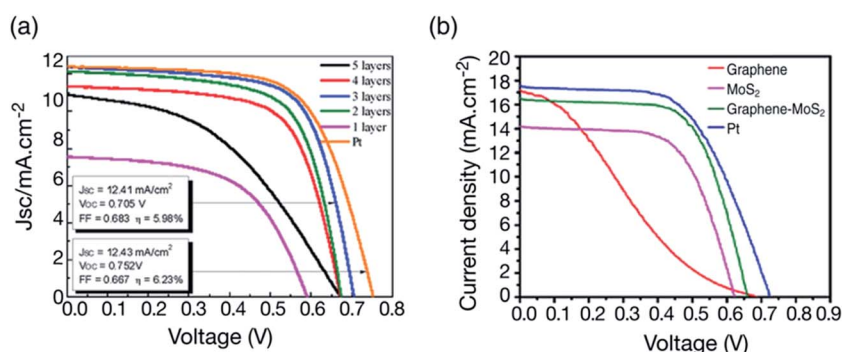 (a)
12
10
8
6
4
2
0
Jsc/mA.cm-2
5 layers
4 layers
3 layers
2 layers
1 layer
Pt
Jsc = 12.41 mA/cm2
Voc = 0.705 V
FF = 0.683 η = 5.98%
Jsc = 12.43 mA/cm2
Voc = 0.752V
FF = 0.667 η = 6.23%
0.0 0.1 0.2 0.3 0.4 0.5 0.6 0.7 0.8
Voltage (V)
(b)
20
18
16
14
12
10
8
6
4
2
0
Current density (mA.cm-2)
Graphene
MoS2
Graphene-MoS2
Pt
0.0 0.1 0.2 0.3 0.4 0.5 0.6 0.7 0.8 0.9
Voltage (V)